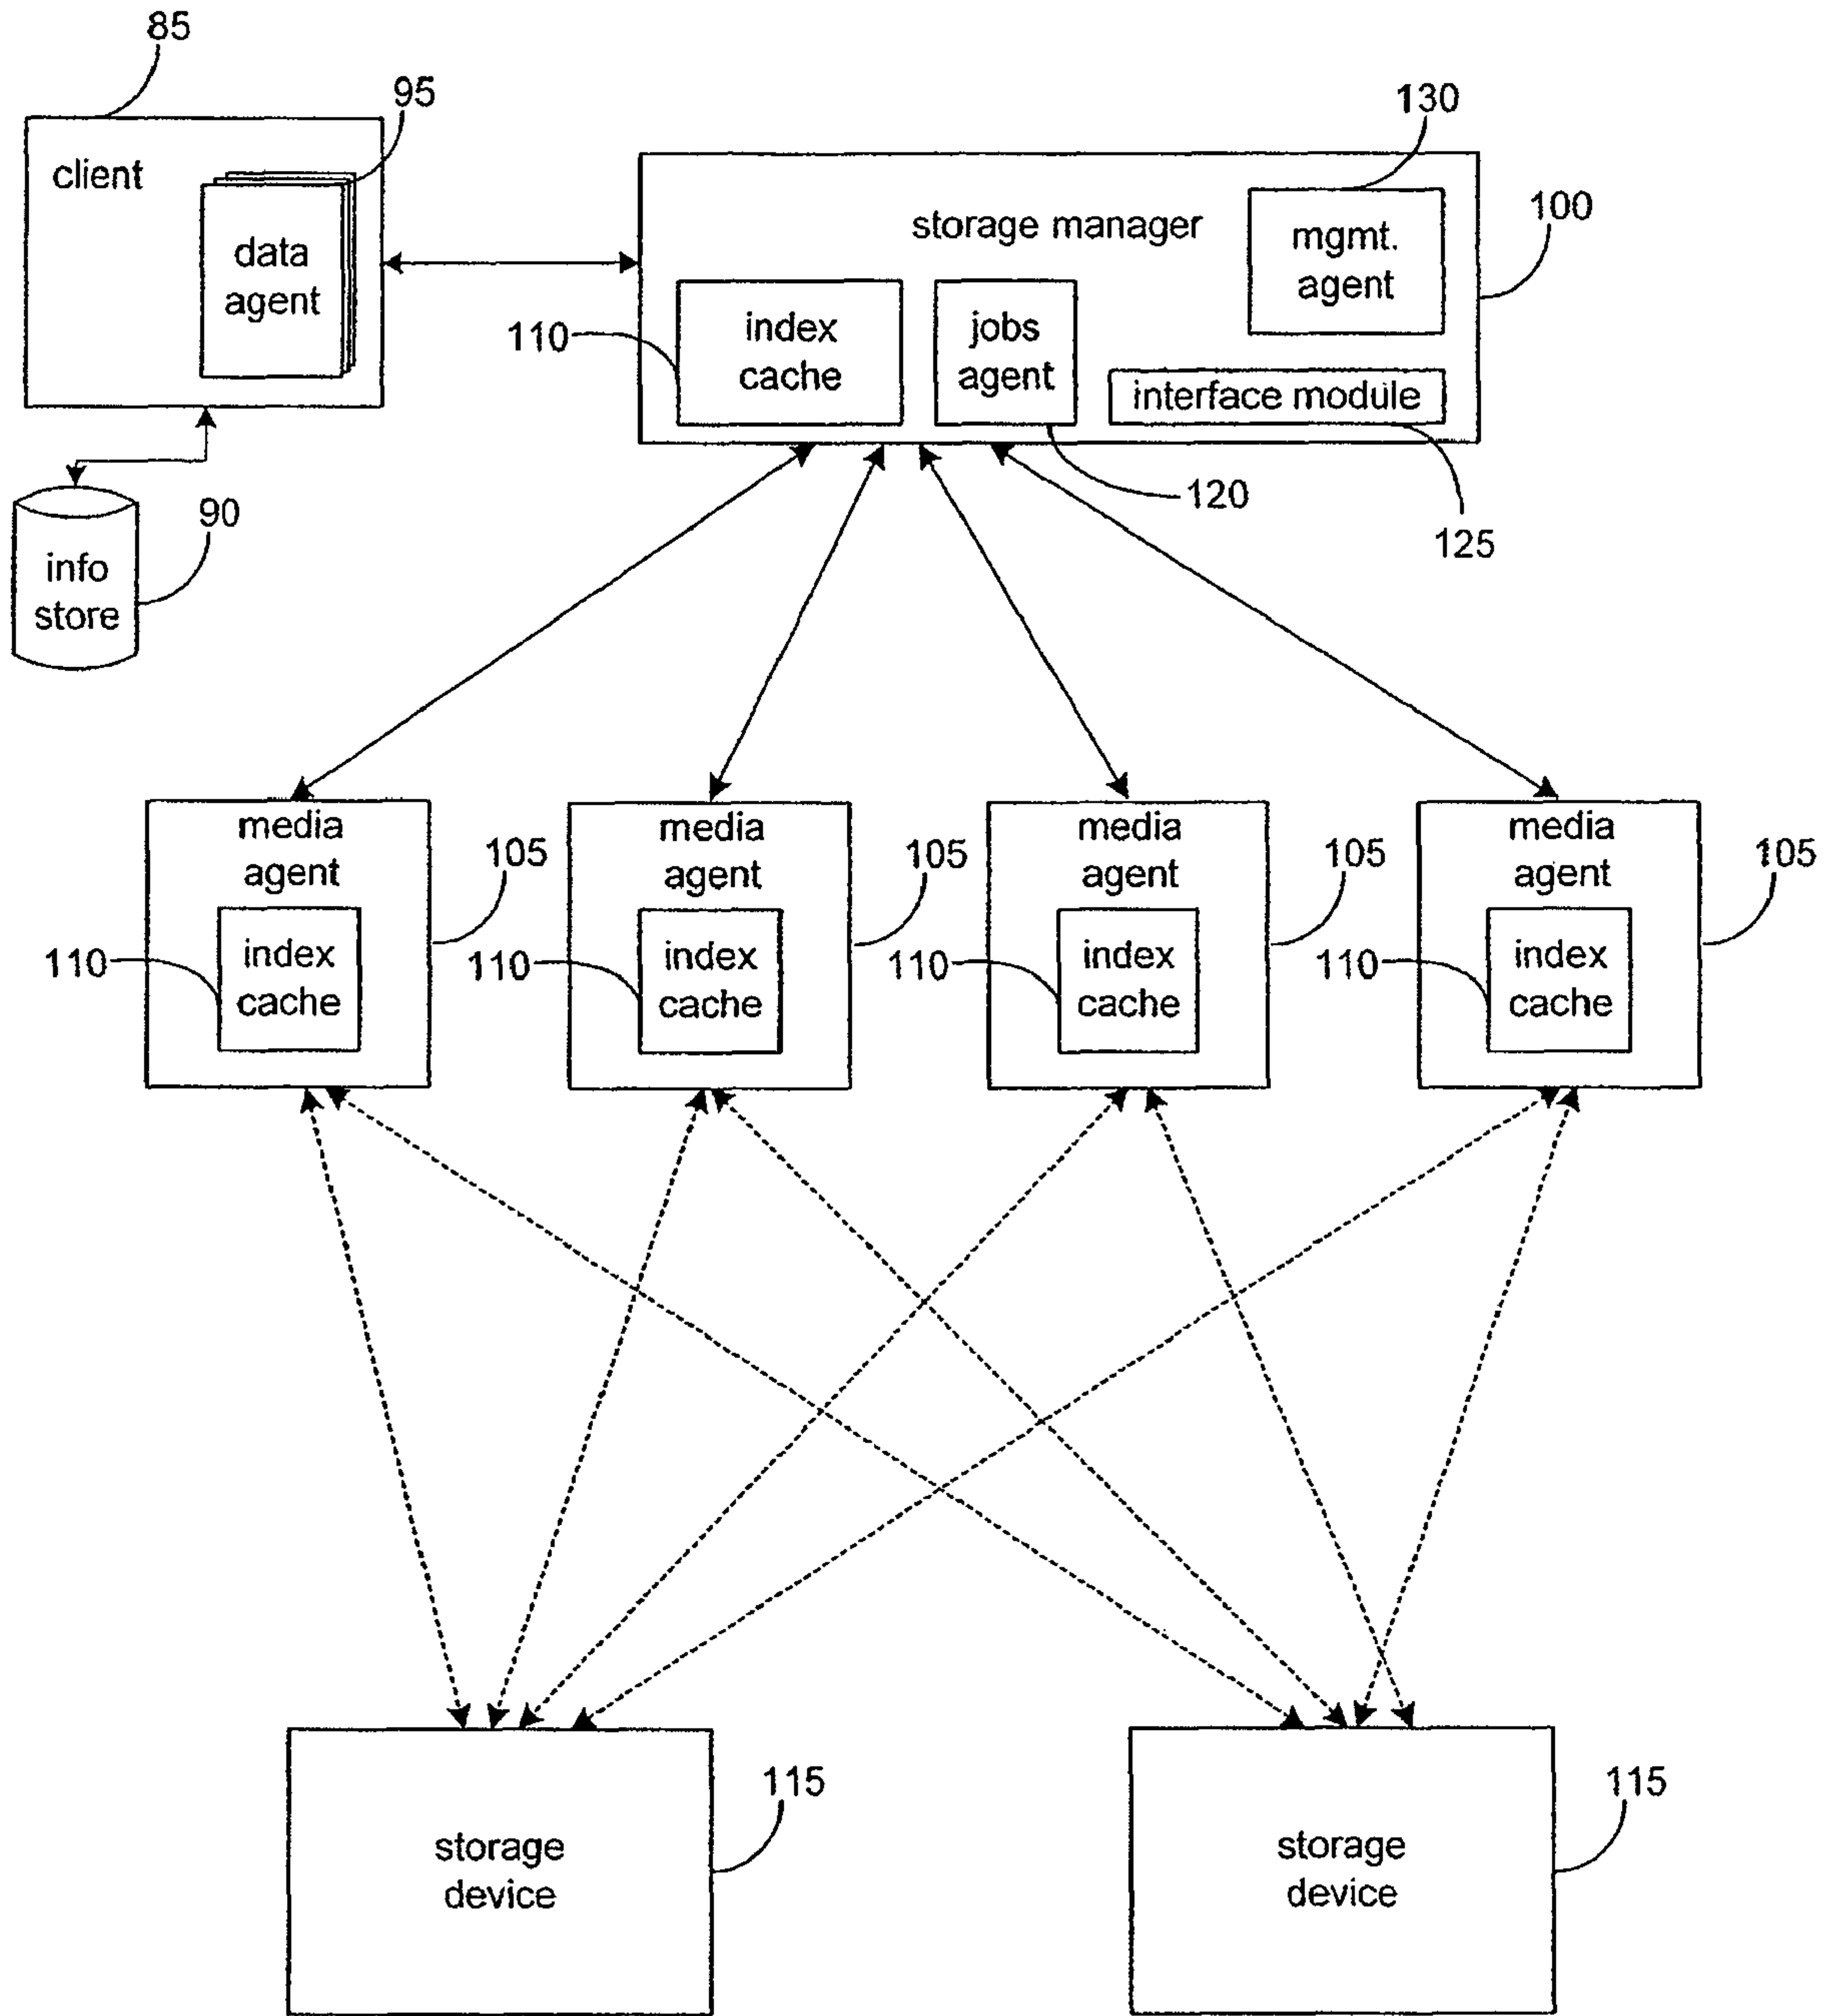 85
95
client
data
agent
130
100
storage manager
mgmt.
agent
110
index
cache
jobs
agent
interface module
120
125
90
info
store
media
agent
105
110
index
cache
media
agent
105
110
index
cache
media
agent
105
110
index
cache
media
agent
105
110
index
cache
storage
device
115
storage
device
115